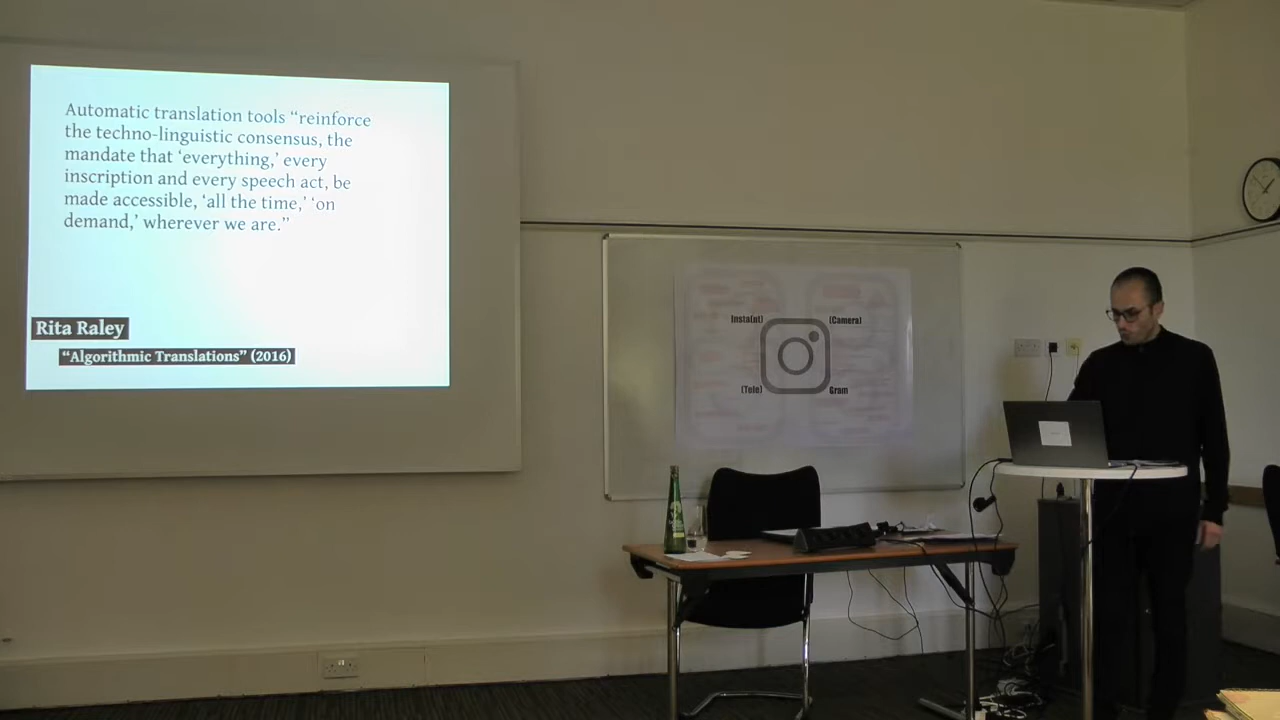 Automatic translation tools “reinforce
the techno-linguistic consensus, the
mandate that ‘everything,’ every
inscription and every speech act, be
made accessible, ‘all the time,’ ‘on
demand,’ wherever we are.”
Rita Raley
“Algorithmic Translations” (2016)
Insta(nt)
(Camera)
(Tele)
Gram